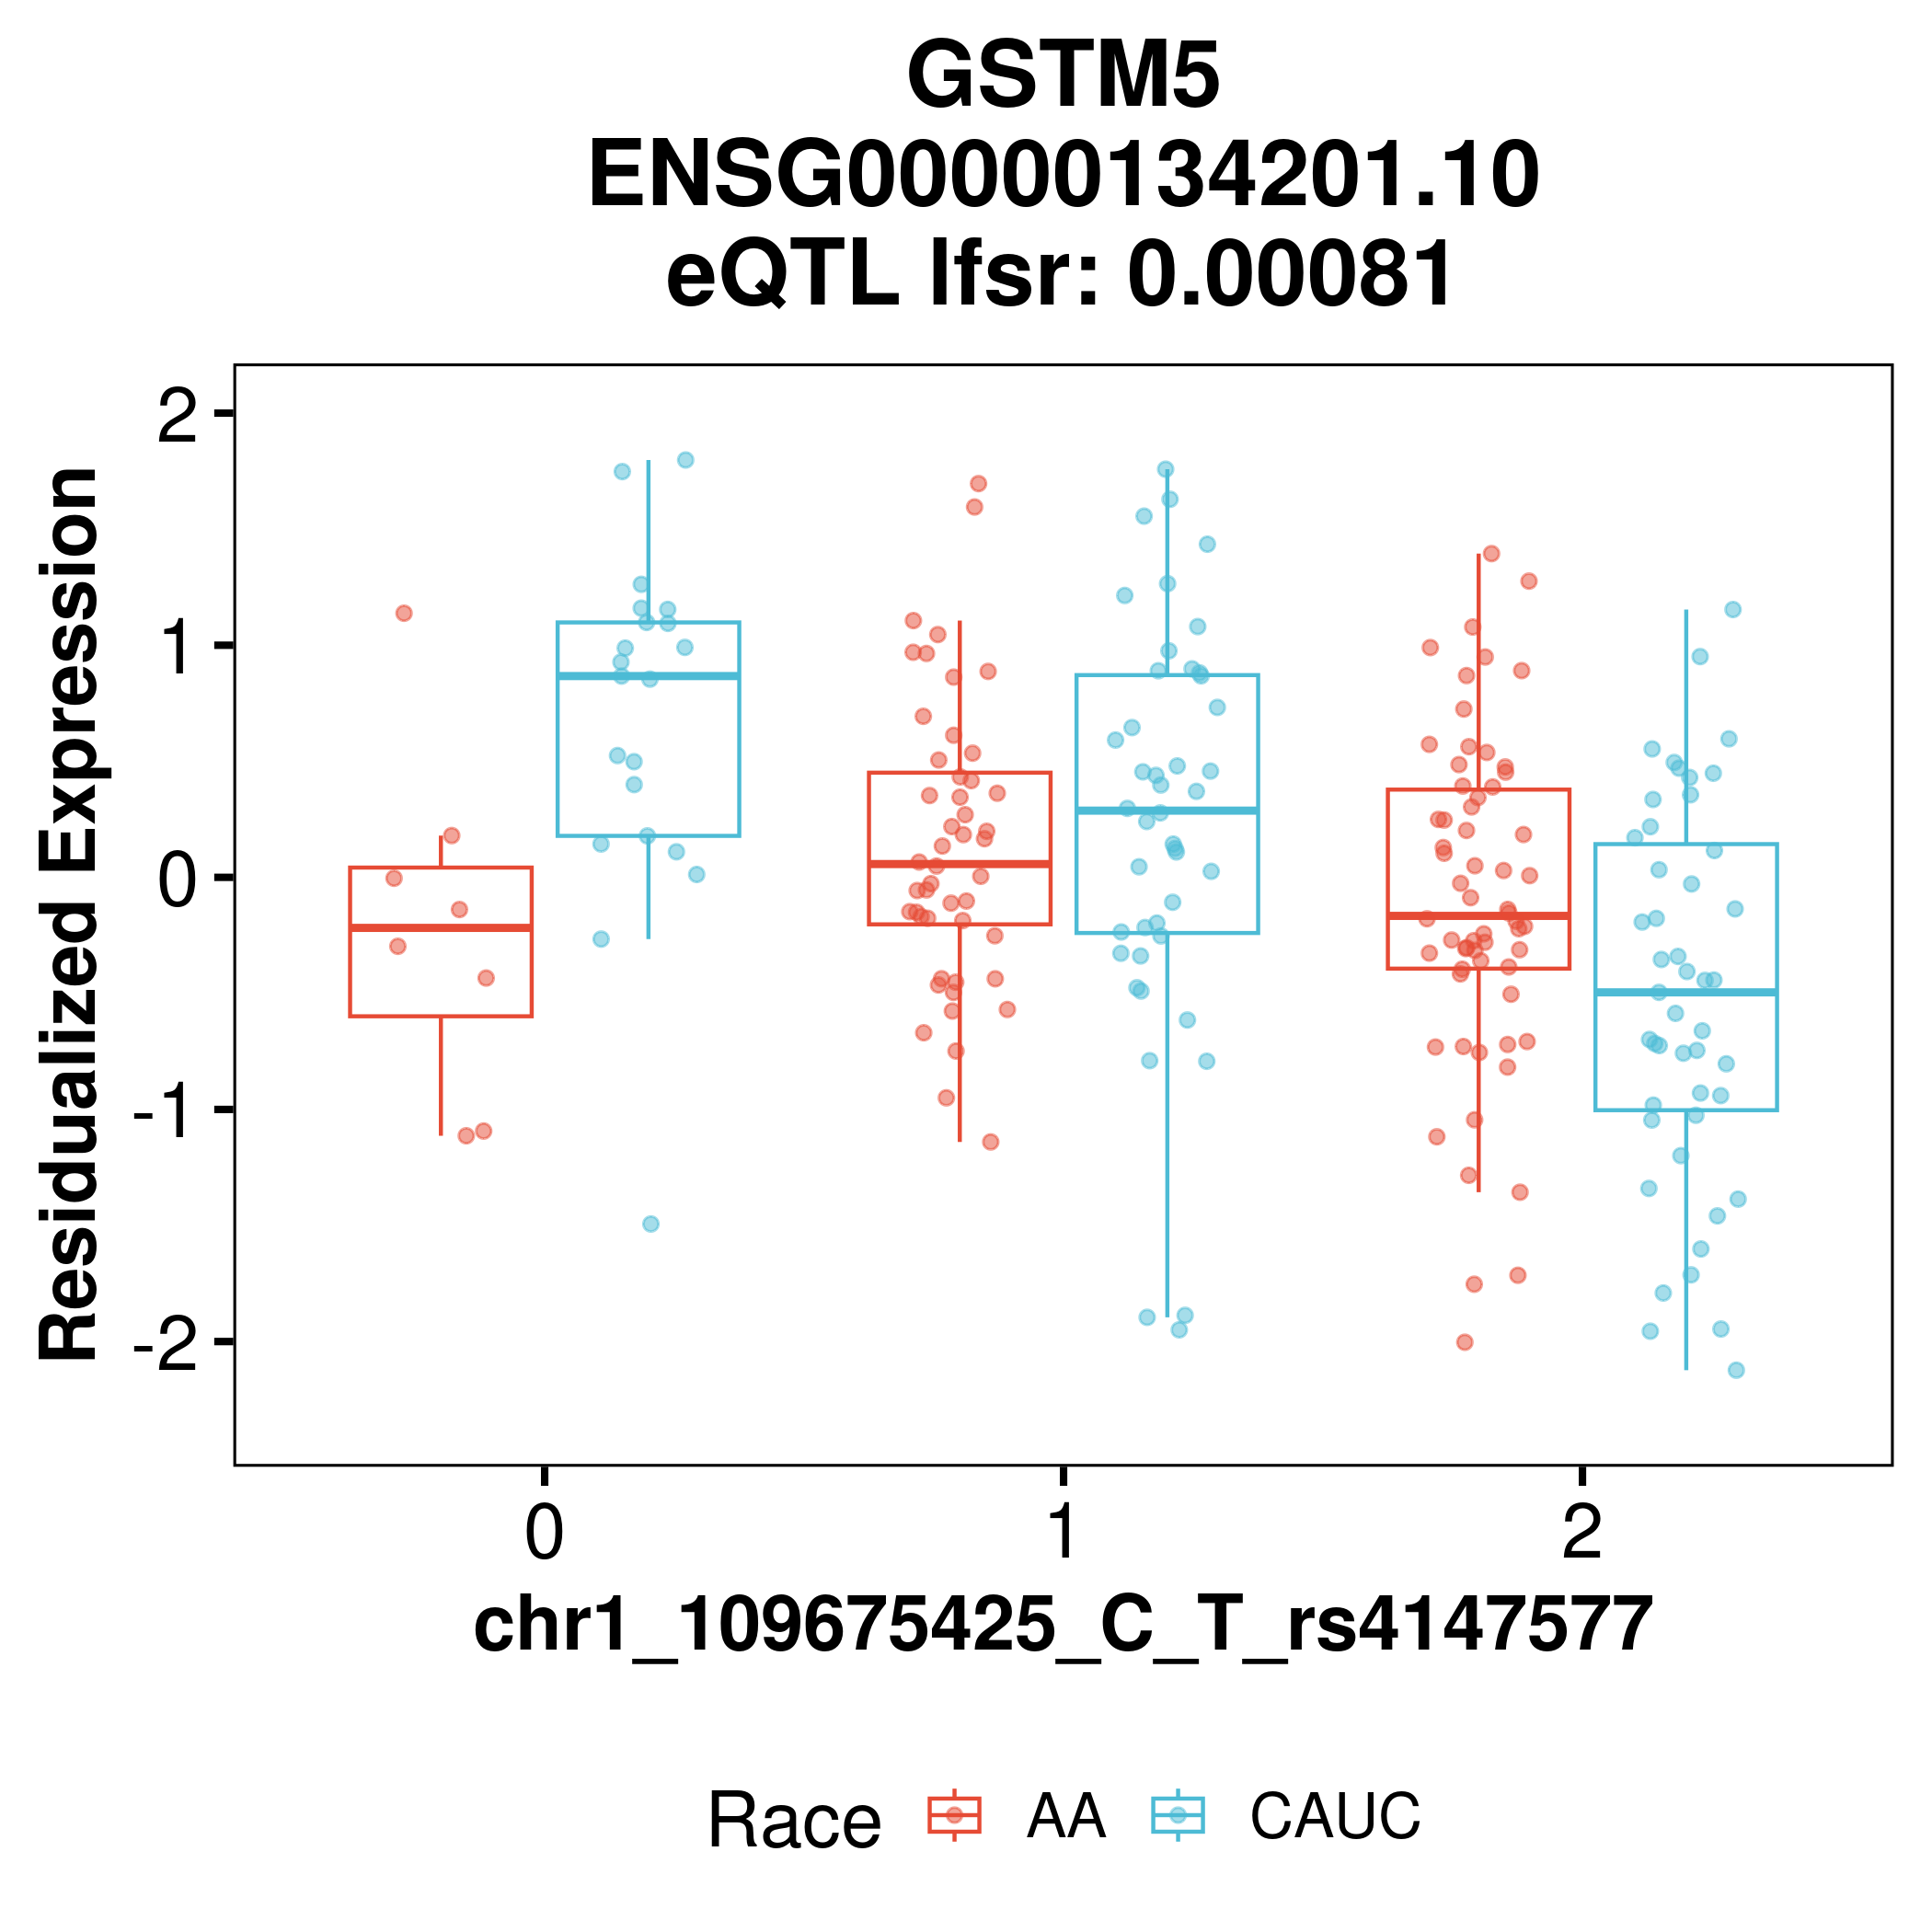 GSTM5
ENSG00000134201.10
eQTL lfsr: 0.00081
Residualized Expression
2
1
0
-1
-2
0 1 2
chr1_109675425_C_T_rs4147577
Race AA CAUC